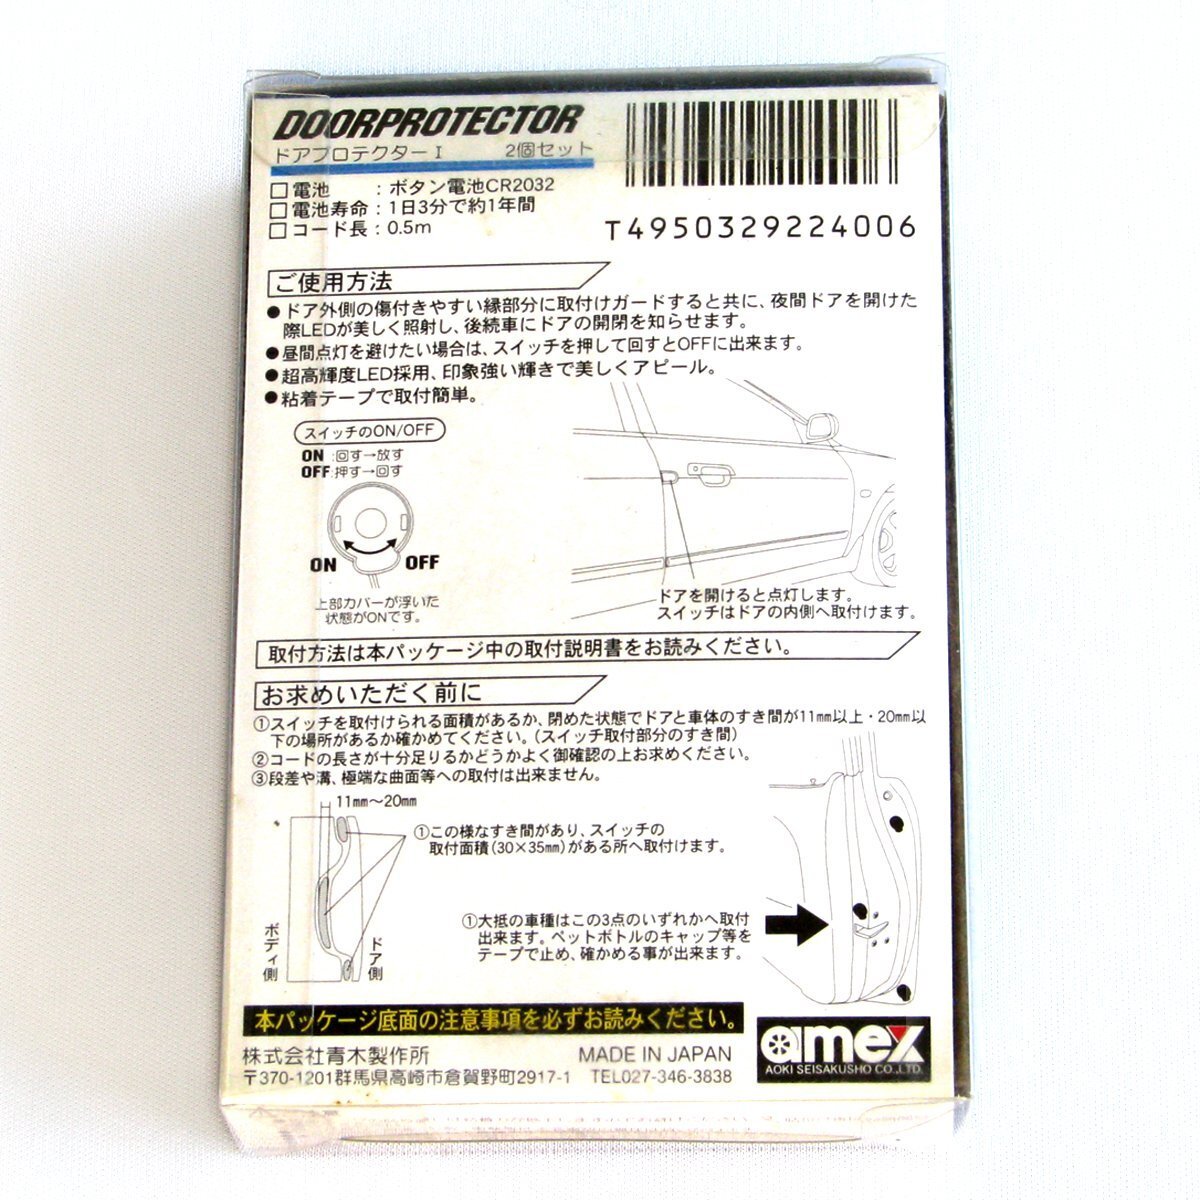 DOORPROTECTOR
ドアプロテクターⅠ 2個セット
□電池 : ボタン電池CR2032
□電池寿命 : 1日3分で約1年間
□コード長 : 0.5m
T4950329224006
ご使用方法
●ドア外側の傷付きやすい縁部分に取付けガードすると共に、夜間ドアを開けた
際LEDが美しく照射し、後続車にドアの開閉を知らせます。
●昼間点灯を避けたい場合は、スイッチを押して回すとOFFに出来ます。
●超高輝度LED採用、印象強い輝きで美しくアピール。
●粘着テープで取付簡単。
スイッチのON/OFF
ON :回す→放す
OFF:押す→回す
ON OFF
上部カバーが浮いた
状態がONです。
ドアを開けると点灯します。
スイッチはドアの内側へ取付けます。
取付方法は本パッケージ中の取付説明書をお読みください。
お求めいただく前に
①スイッチを取付けられる面積があるか、閉めた状態でドアと車体のすき間が11㎜以上・20㎜以
下の場所があるか確かめてください。(スイッチ取付部分のすき間)
②コードの長さが十分足りるかどうかよく御確認の上お求めください。
③段差や溝、極端な曲面等への取付は出来ません。
11㎜〜20㎜
①この様なすき間があり、スイッチの
取付面積(30×35㎜)がある所へ取付けます。
ボディ側
ドア側
①大抵の車種はこの3点のいずれかへ取付
出来ます。ペットボトルのキャップ等を
テープで止め、確かめる事が出来ます。
本パッケージ底面の注意事項を必ずお読みください。
株式会社青木製作所 MADE IN JAPAN
〒370-1201群馬県高崎市倉賀野町2917-1 TEL027-346-3838
amex
AOKI SEISAKUSHO CO.,LTD.